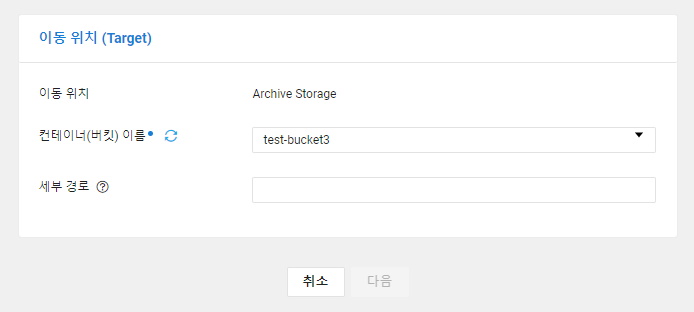 이동 위치 (Target)
이동 위치 Archive Storage
컨테이너(버킷) 이름 test-bucket3
세부 경로
취소 다음